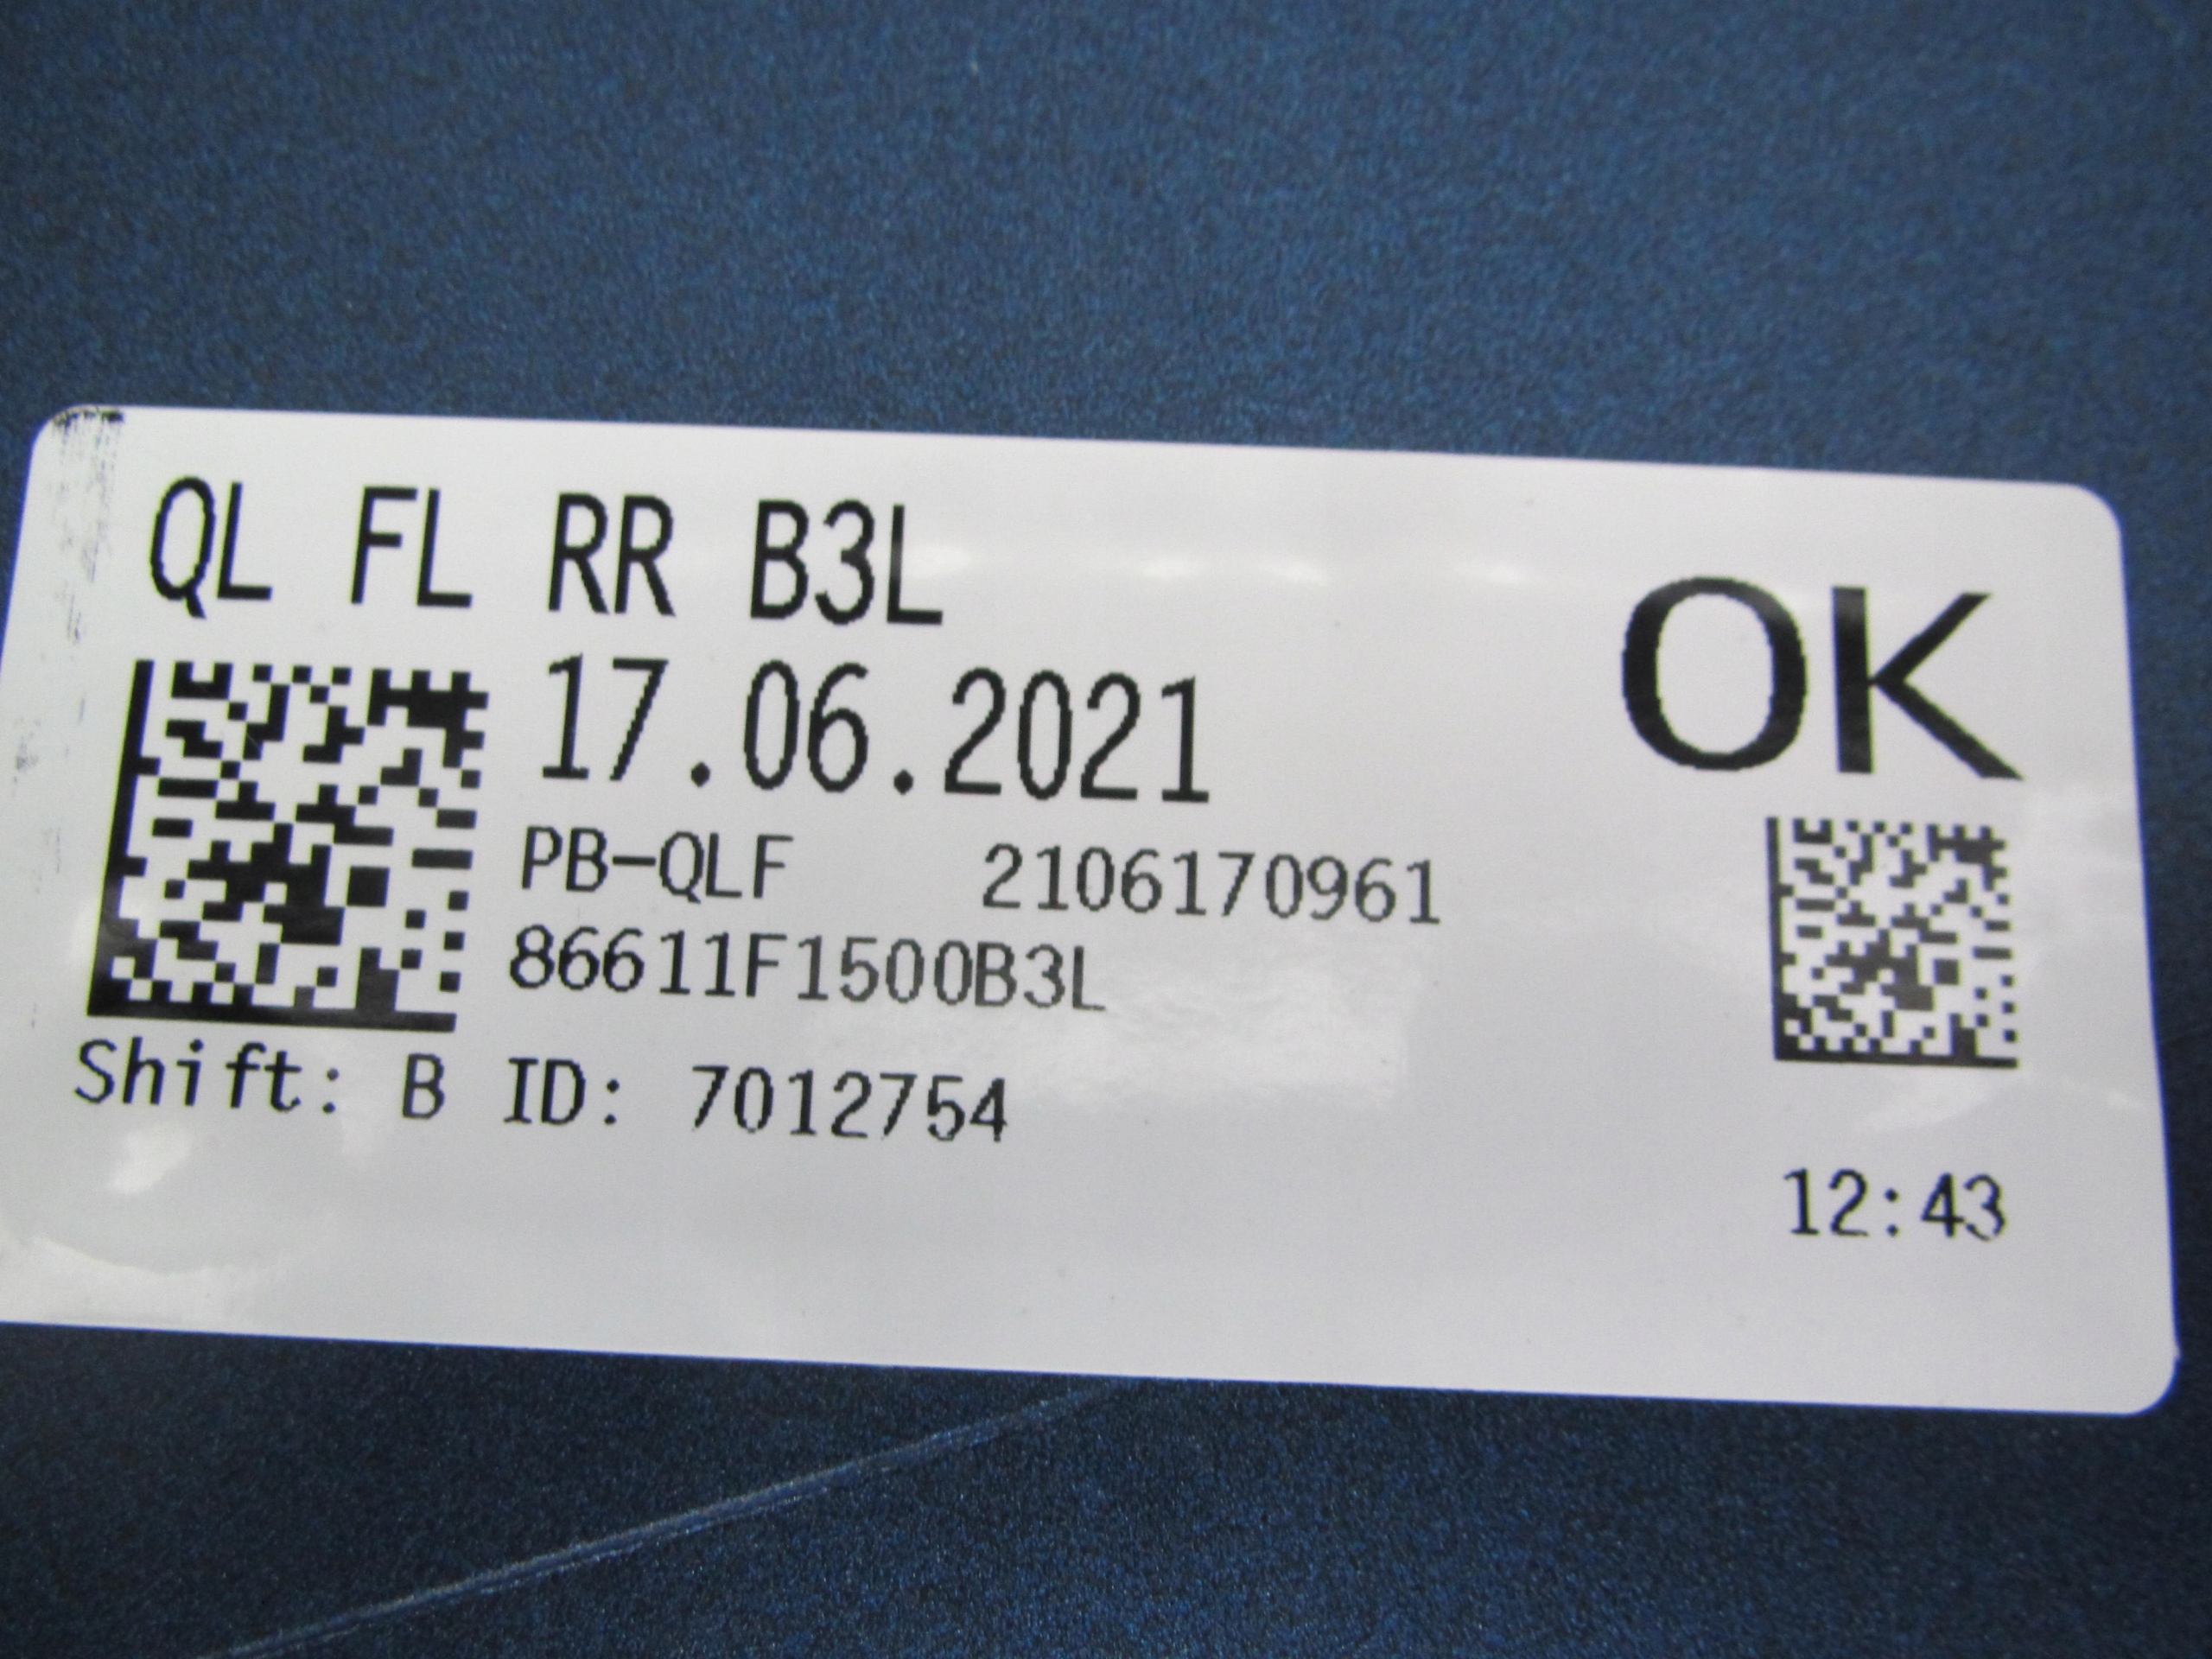 QL FL RR B3L
OK
17.06.2021
PB-QLF 2106170961
86611F1500B3L
Shift: B ID: 7012754
12:43